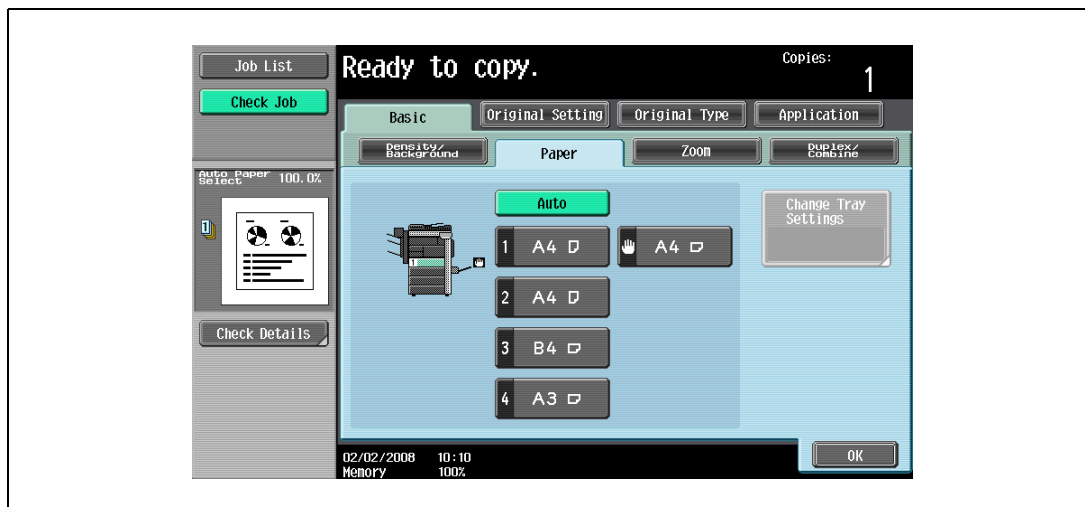 Job List
Check Job
Ready to copy.
Copies:
1
Basic
Original Setting
Original Type
Application
Density/
Background
Paper
Zoom
Duplex/
Combine
Auto Paper
Select
100.0%
1
Check Details
Auto
1 A4
A4
2 A4
3 B4
4 A3
1
Change Tray
Settings
02/02/2008 10:10
Memory 100%
OK